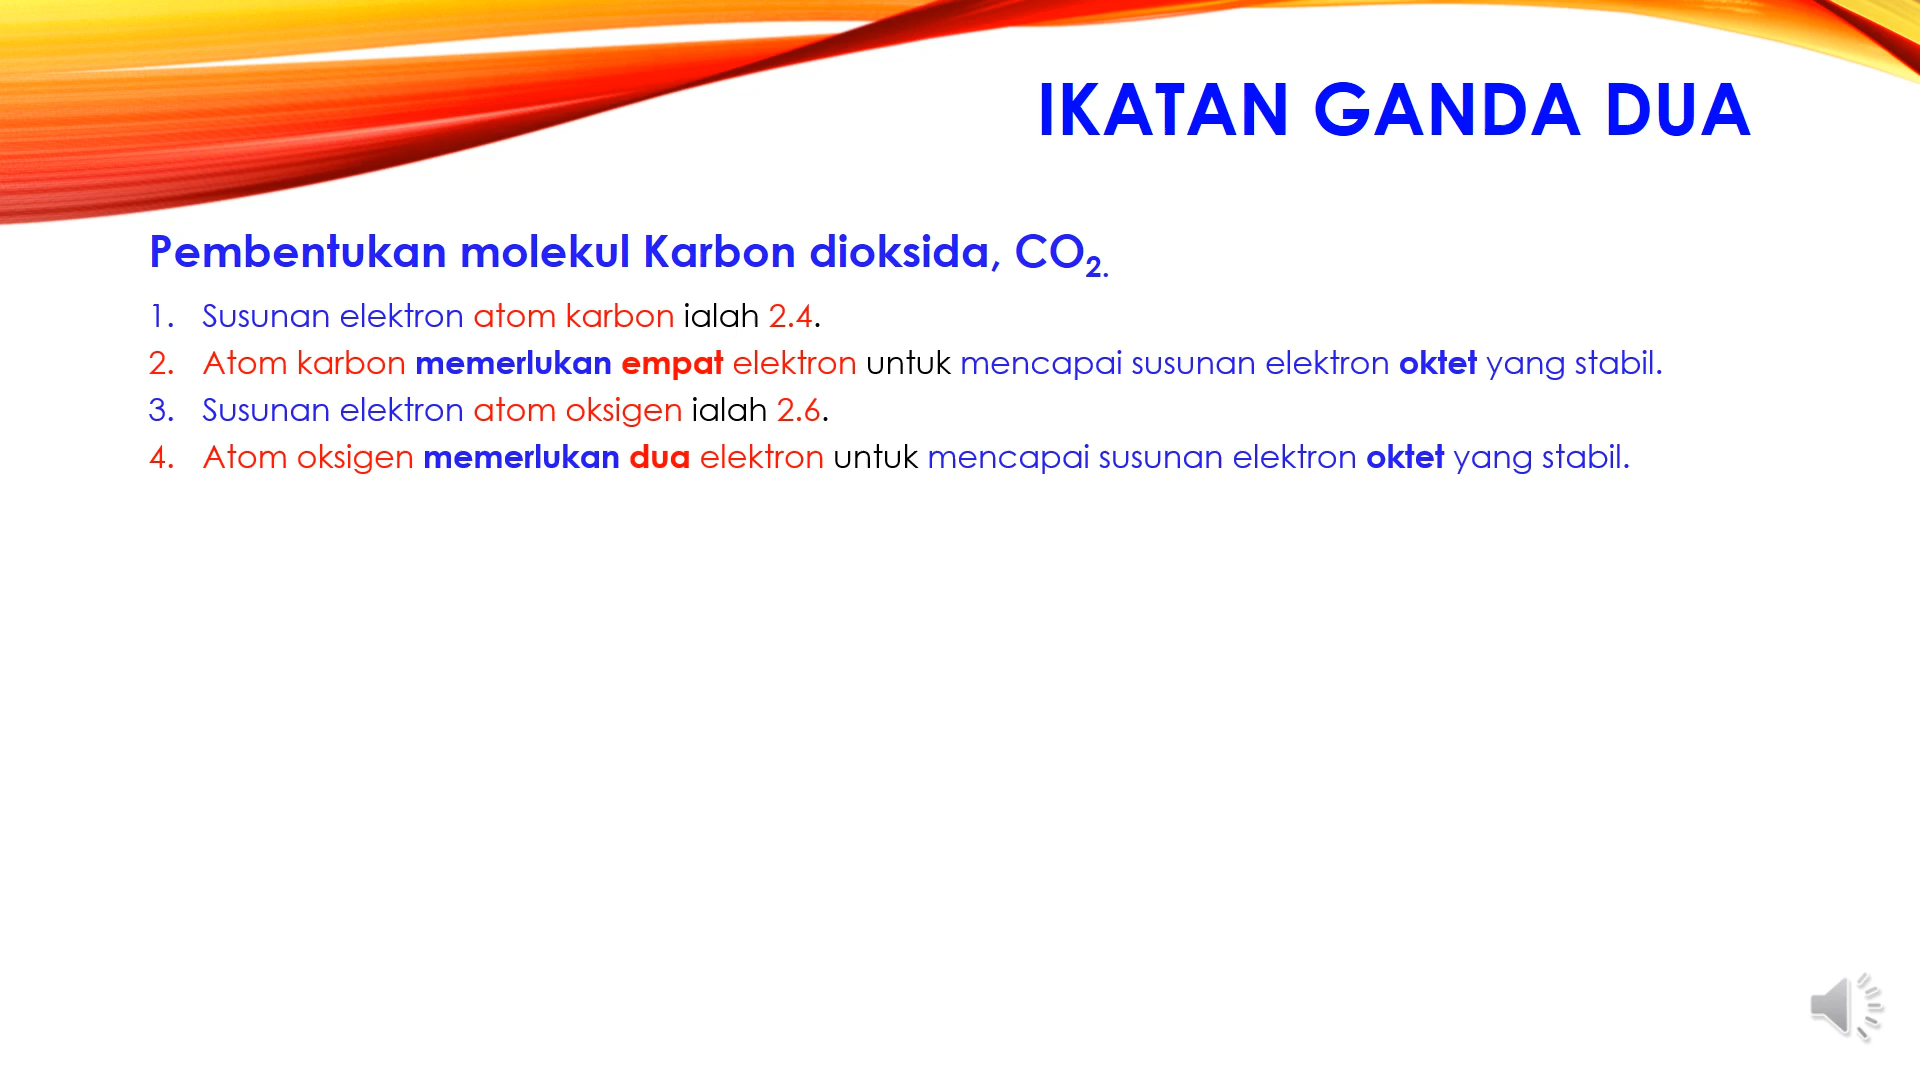 IKATAN GANDA DUA
Pembentukan molekul Karbon dioksida, CO₂.
1. Susunan elektron atom karbon ialah 2.4.
2. Atom karbon memerlukan empat elektron untuk mencapai susunan elektron oktet yang stabil.
3. Susunan elektron atom oksigen ialah 2.6.
4. Atom oksigen memerlukan dua elektron untuk mencapai susunan elektron oktet yang stabil.